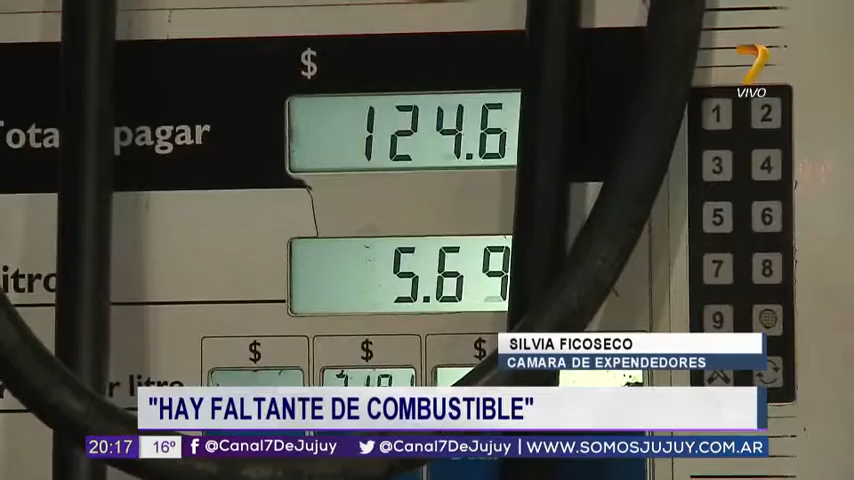 $
Total pagar
124.6
5.69
7
VIVO
1 2
3 4
5 6
7 8
9
$ $ $
SILVIA FICOSECO
CAMARA DE EXPENDEDORES
"HAY FALTANTE DE COMBUSTIBLE"
20:17 16º @Canal7DeJujuy @Canal7DeJujuy WWW.SOMOSJUJUY.COM.AR